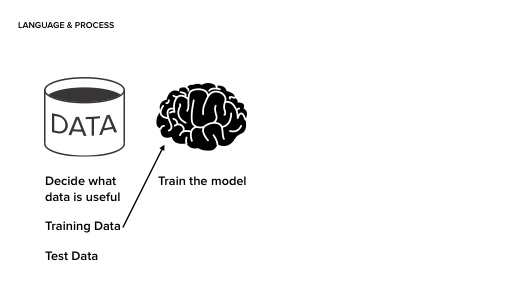 LANGUAGE & PROCESS
DATA
Decide what
data is useful
Train the model
Training Data
Test Data